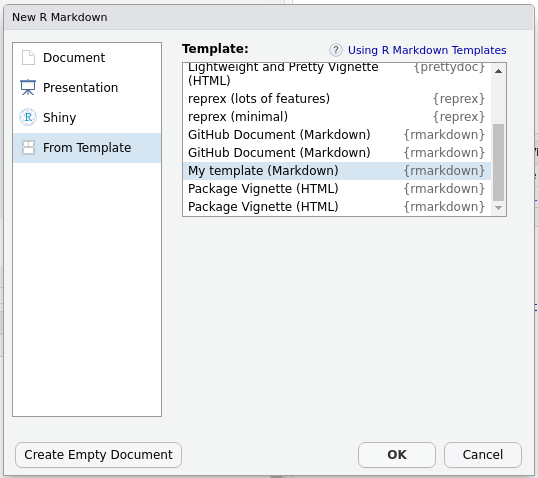 New R Markdown
Document
Presentation
Shiny
From Template
Template:
? Using R Markdown Templates
Lightweight and Pretty Vignette {prettydoc}
(HTML)
reprex (lots of features) {reprex}
reprex (minimal) {reprex}
GitHub Document (Markdown) {rmarkdown}
GitHub Document (Markdown) {rmarkdown}
My template (Markdown) {rmarkdown}
Package Vignette (HTML) {rmarkdown}
Package Vignette (HTML) {rmarkdown}
Create Empty Document
OK
Cancel